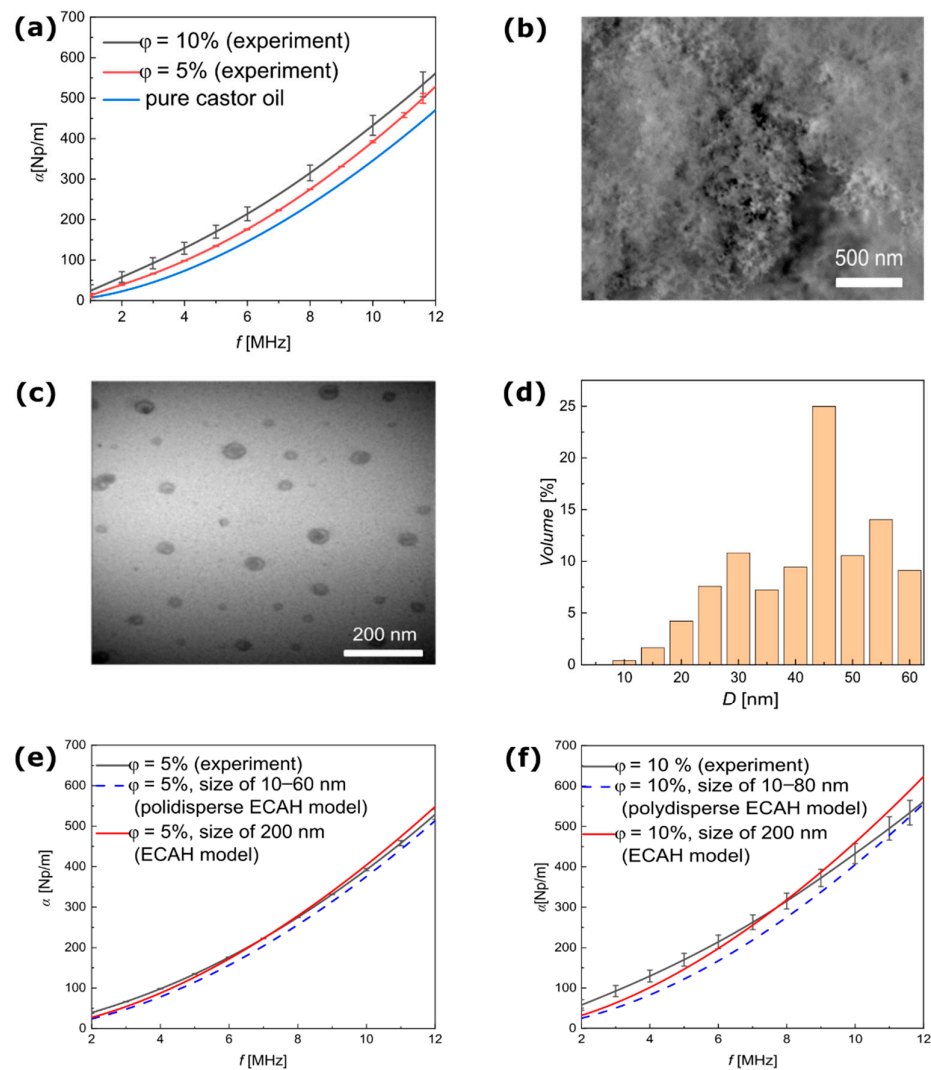 (a)
700
600
500
400
300
200
100
0
α[Np/m]
φ = 10% (experiment)
φ = 5% (experiment)
pure castor oil
2 4 6 8 10 12
f [MHz]
(b)
500 nm
(c)
200 nm
(d)
25
20
15
10
5
0
Volume [%]
10 20 30 40 50 60
D [nm]
(e)
700
600
500
400
300
200
100
0
α [Np/m]
φ = 5% (experiment)
φ = 5%, size of 10–60 nm
(polidisperse ECAH model)
φ = 5%, size of 200 nm
(ECAH model)
2 4 6 8 10 12
f [MHz]
(f)
700
600
500
400
300
200
100
0
α[Np/m]
φ = 10 % (experiment)
φ = 10%, size of 10–80 nm
(polydisperse ECAH model)
φ = 10%, size of 200 nm
(ECAH model)
2 4 6 8 10 12
f [MHz]